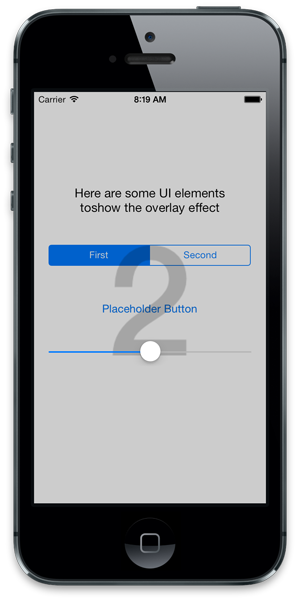 Carrier 8:19 AM
Here are some UI elements
toshow the overlay effect
First Second
2
Placeholder Button